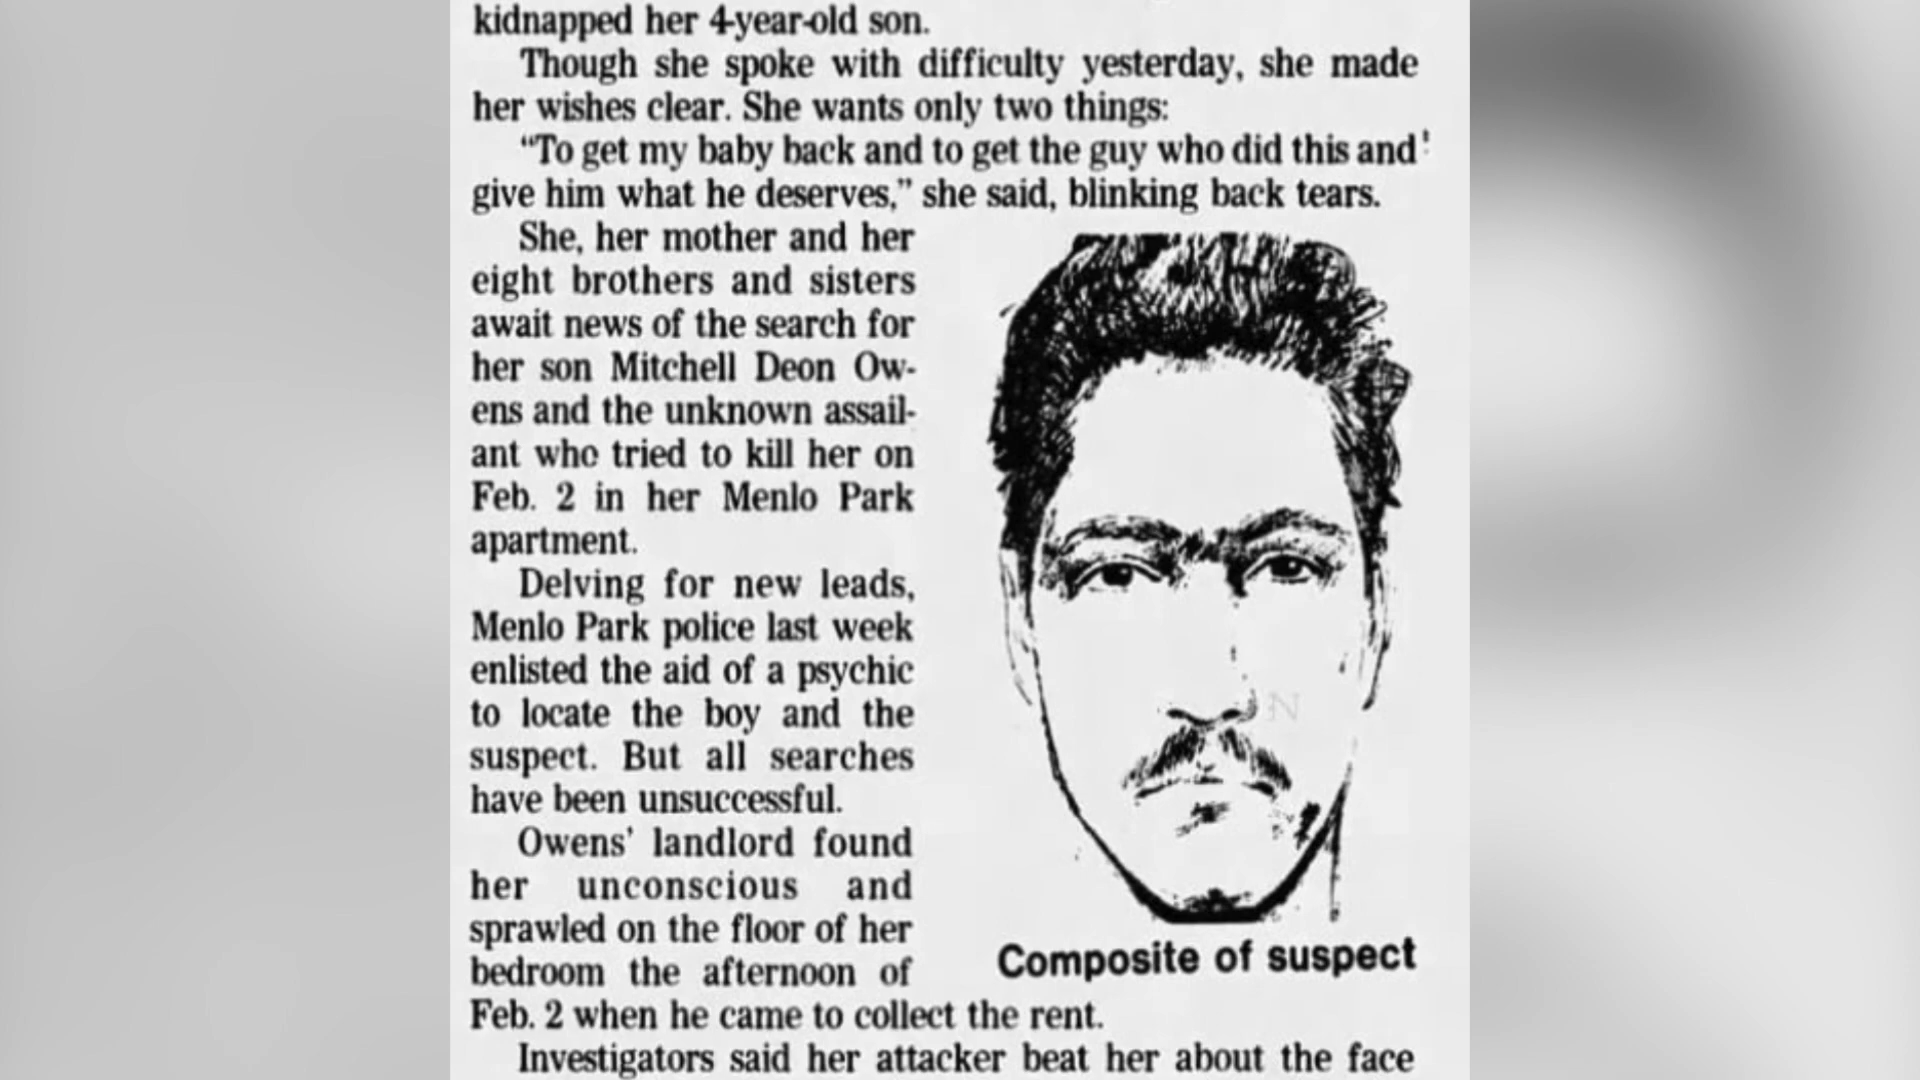 kidnapped her 4-year-old son.
Though she spoke with difficulty yesterday, she made
her wishes clear. She wants only two things:
“To get my baby back and to get the guy who did this and
give him what he deserves,” she said, blinking back tears.
She, her mother and her
eight brothers and sisters
await news of the search for
her son Mitchell Deon Ow-
ens and the unknown assail-
ant who tried to kill her on
Feb. 2 in her Menlo Park
apartment.
Delving for new leads,
Menlo Park police last week
enlisted the aid of a psychic
to locate the boy and the
suspect. But all searches
have been unsuccessful.
Owens’ landlord found
her unconscious and
sprawled on the floor of her
bedroom the afternoon of
Feb. 2 when he came to collect the rent.
Investigators said her attacker beat her about the face
Composite of suspect